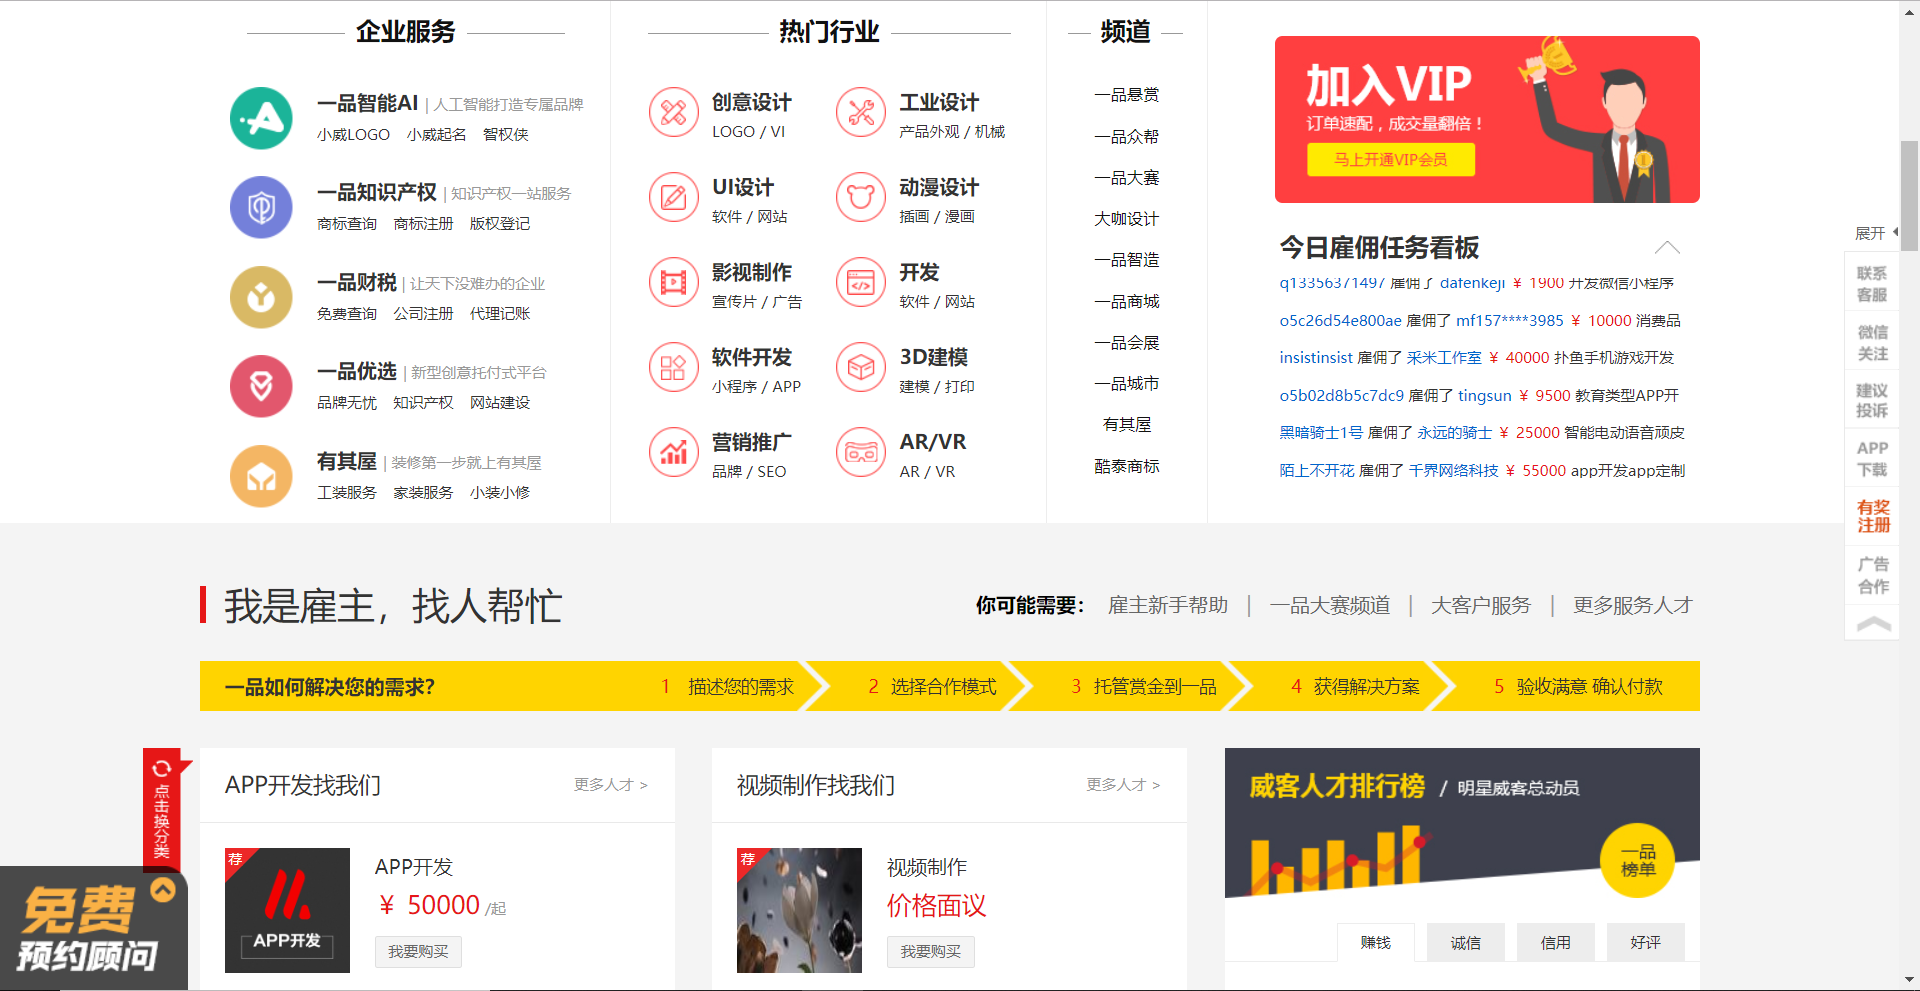 企业服务
一品智能AI | 人工智能打造专属品牌
小威LOGO 小威起名 智权侠
一品知识产权 | 知识产权一站服务
商标查询 商标注册 版权登记
一品财税 | 让天下没难办的企业
免费查询 公司注册 代理记账
一品优选 | 新型创意托付式平台
品牌无忧 知识产权 网站建设
有其屋 | 装修第一步就上有其屋
工装服务 家装服务 小装小修
热门行业
创意设计
LOGO / VI
工业设计
产品外观 / 机械
UI设计
软件 / 网站
动漫设计
插画 / 漫画
影视制作
宣传片 / 广告
开发
软件 / 网站
软件开发
小程序 / APP
3D建模
建模 / 打印
营销推广
品牌 / SEO
AR/VR
AR / VR
频道
一品悬赏
一品众帮
一品大赛
大咖设计
一品智造
一品商城
一品会展
一品城市
有其屋
酷泰商标
加入VIP
订单速配，成交量翻倍！
马上开通VIP会员
今日雇佣任务看板
q13356371497 雇佣了 dafenkeji ¥ 1900 开发微信小程序
o5c26d54e800ae 雇佣了 mf157****3985 ¥ 10000 消费品
insistinsist 雇佣了 采米工作室 ¥ 40000 扑鱼手机游戏开发
o5b02d8b5c7dc9 雇佣了 tingsun ¥ 9500 教育类型APP开
黑暗骑士1号 雇佣了 永远的骑士 ¥ 25000 智能电动语音顽皮
陌上不开花 雇佣了 千界网络科技 ¥ 55000 app开发app定制
展开
联系
客服
微信
关注
建议
投诉
APP
下载
有奖
注册
广告
合作
我是雇主，找人帮忙
你可能需要： 雇主新手帮助 | 一品大赛频道 | 大客户服务 | 更多服务人才
一品如何解决您的需求？ 1 描述您的需求 2 选择合作模式 3 托管赏金到一品 4 获得解决方案 5 验收满意 确认付款
点击换分类
APP开发找我们 更多人才 >
荐
APP开发
APP开发
¥ 50000 /起
我要购买
视频制作找我们 更多人才 >
荐
视频制作
价格面议
我要购买
威客人才排行榜 / 明星威客总动员
一品
榜单
赚钱 诚信 信用 好评
免费
预约顾问